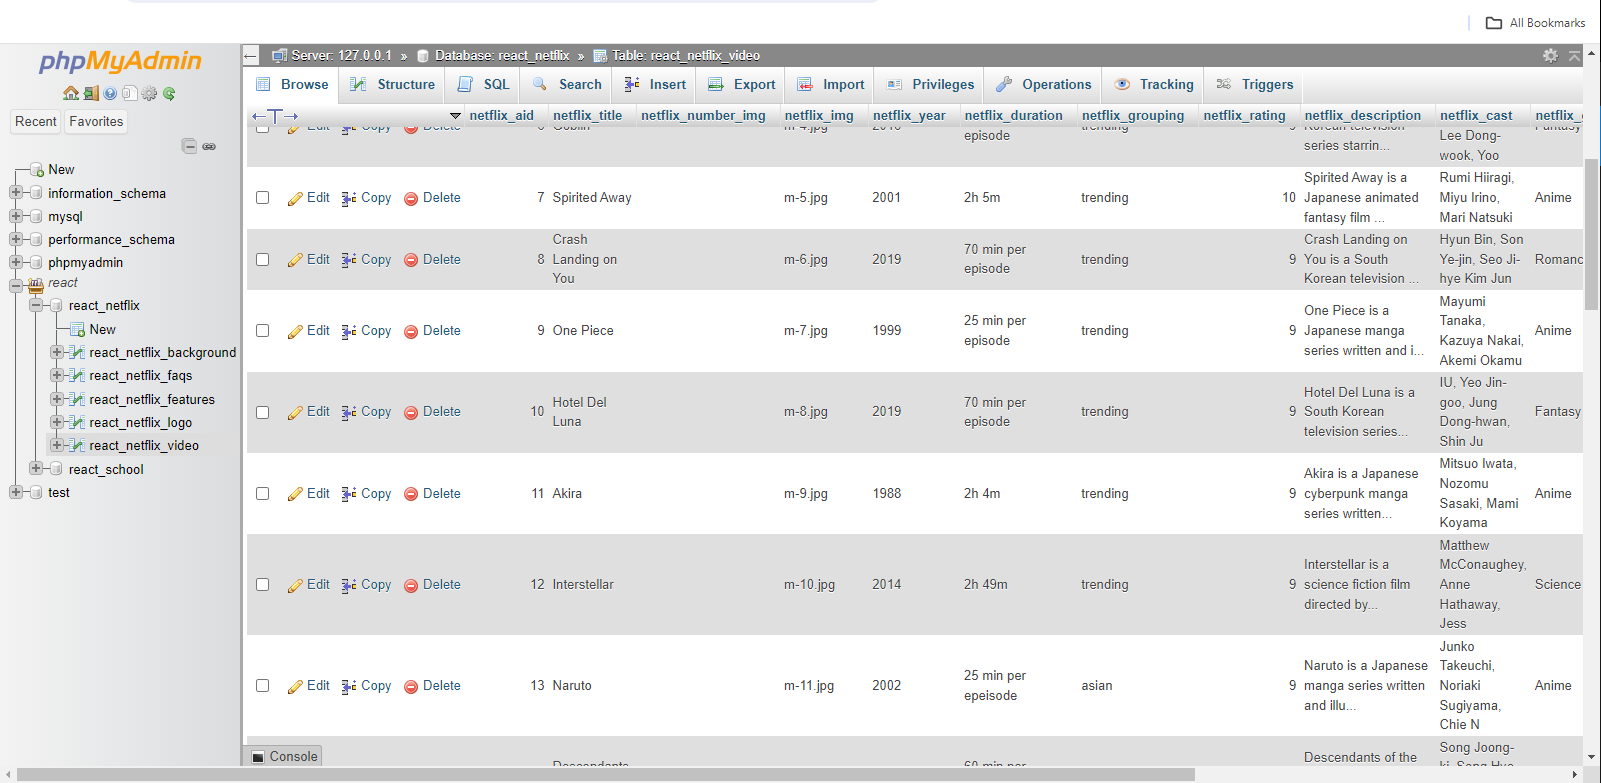 All Bookmarks
phpMyAdmin
Recent Favorites
New
information_schema
mysql
performance_schema
phpmyadmin
react
react_netflix
New
react_netflix_background
react_netflix_faqs
react_netflix_features
react_netflix_logo
react_netflix_video
react_school
test
Server: 127.0.0.1 » Database: react_netflix » Table: react_netflix_video
Browse Structure SQL Search Insert Export Import Privileges Operations Tracking Triggers
netflix_aid netflix_title netflix_number_img netflix_img netflix_year netflix_duration netflix_grouping netflix_rating netflix_description netflix_cast netflix_
Edit Copy Delete 6 Goblin m-4.jpg 2016 episode trending 9 Korean television series starrin... Lee Dong-wook, Yoo Fantasy
Edit Copy Delete 7 Spirited Away m-5.jpg 2001 2h 5m trending 10 Spirited Away is a Japanese animated fantasy film ... Rumi Hiiragi, Miyu Irino, Mari Natsuki Anime
Edit Copy Delete 8 Crash Landing on You m-6.jpg 2019 70 min per episode trending 9 Crash Landing on You is a South Korean television ... Hyun Bin, Son Ye-jin, Seo Ji-hye Kim Jun Romanc
Edit Copy Delete 9 One Piece m-7.jpg 1999 25 min per episode trending 9 One Piece is a Japanese manga series written and i... Mayumi Tanaka, Kazuya Nakai, Akemi Okamu Anime
Edit Copy Delete 10 Hotel Del Luna m-8.jpg 2019 70 min per episode trending 9 Hotel Del Luna is a South Korean television series... IU, Yeo Jin-goo, Jung Dong-hwan, Shin Ju Fantasy
Edit Copy Delete 11 Akira m-9.jpg 1988 2h 4m trending 9 Akira is a Japanese cyberpunk manga series written... Mitsuo Iwata, Nozomu Sasaki, Mami Koyama Anime
Edit Copy Delete 12 Interstellar m-10.jpg 2014 2h 49m trending 9 Interstellar is a science fiction film directed by... Matthew McConaughey, Anne Hathaway, Jess Science
Edit Copy Delete 13 Naruto m-11.jpg 2002 25 min per epeisode asian 9 Naruto is a Japanese manga series written and illu... Junko Takeuchi, Noriaki Sugiyama, Chie N Anime
Descendants 60 min per Descendants of the Song Joong-ki, Song Hye
Console